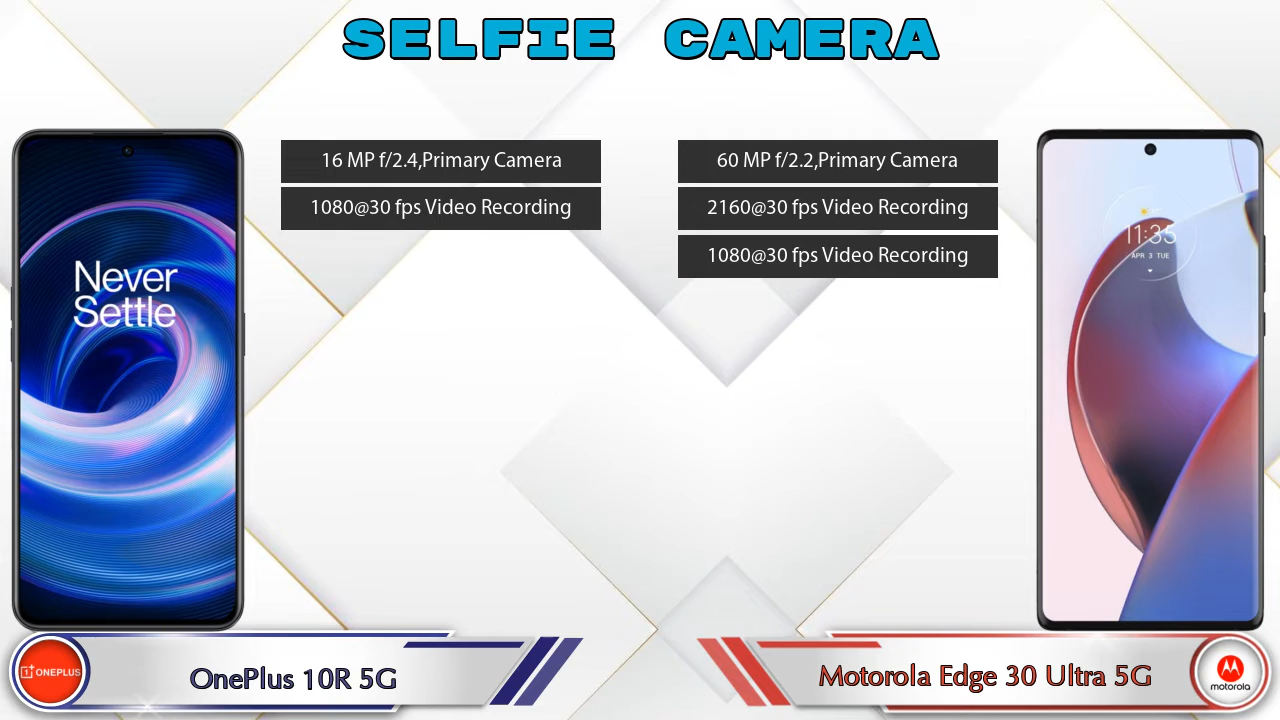 SELFIE CAMERA
16 MP f/2.4,Primary Camera
1080@30 fps Video Recording
60 MP f/2.2,Primary Camera
2160@30 fps Video Recording
1080@30 fps Video Recording
Never
Settle
11:35
APR 3 TUE
1+ ONEPLUS
OnePlus 10R 5G
Motorola Edge 30 Ultra 5G
motorola